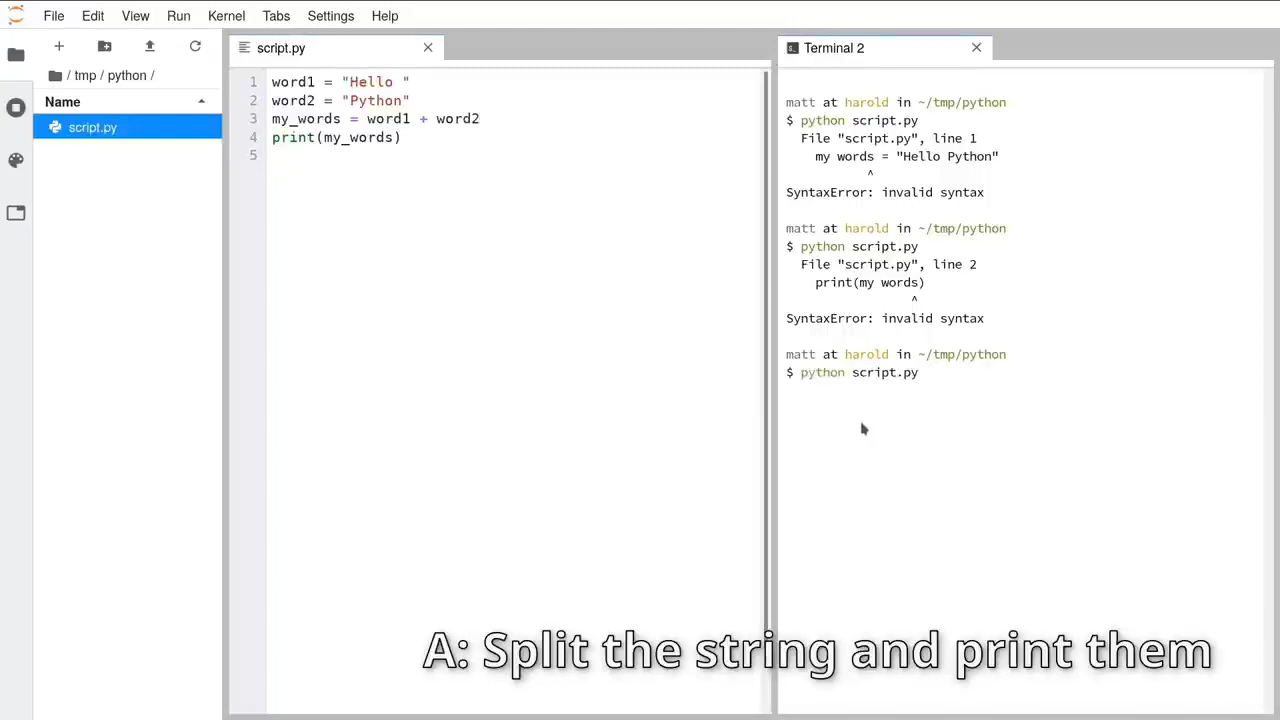 File Edit View Run Kernel Tabs Settings Help
/ tmp / python /
Name
script.py
script.py
1 word1 = "Hello "
2 word2 = "Python"
3 my_words = word1 + word2
4 print(my_words)
5
Terminal 2
matt at harold in ~/tmp/python
$ python script.py
File "script.py", line 1
my words = "Hello Python"
^
SyntaxError: invalid syntax
matt at harold in ~/tmp/python
$ python script.py
File "script.py", line 2
print(my words)
^
SyntaxError: invalid syntax
matt at harold in ~/tmp/python
$ python script.py
A: Split the string and print them